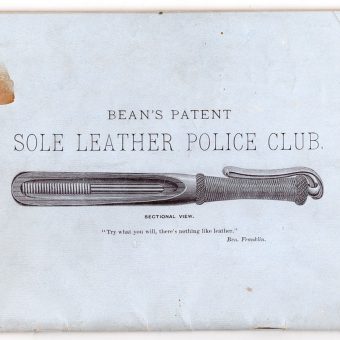 BEAN'S PATENT
SOLE LEATHER POLICE CLUB.
SECTIONAL VIEW.
"Try what you will, there's nothing like leather."
Ben. Franklin.